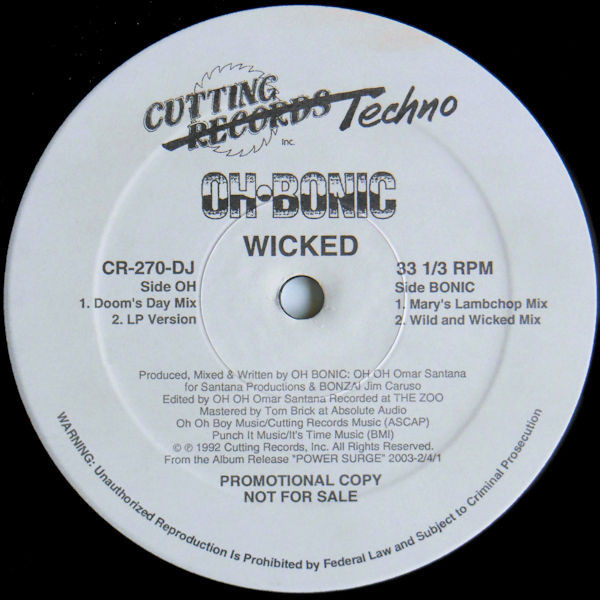 CUTTING
RECORDS Techno
Inc.
OH•BONIC
WICKED
CR-270-DJ
Side OH
1. Doom's Day Mix
2. LP Version
33 1/3 RPM
Side BONIC
1. Mary's Lambchop Mix
2. Wild and Wicked Mix
Produced, Mixed & Written by OH BONIC: OH OH Omar Santana
for Santana Productions & BONZAI Jim Caruso
Edited by OH OH Omar Santana Recorded at THE ZOO
Mastered by Tom Brick at Absolute Audio
Oh Oh Boy Music/Cutting Records Music (ASCAP)
Punch It Music/It's Time Music (BMI)
© ℗ 1992 Cutting Records, Inc. All Rights Reserved.
From the Album Release "POWER SURGE" 2003-2/4/1
PROMOTIONAL COPY
NOT FOR SALE
WARNING: Unauthorized Reproduction Is Prohibited by Federal Law and Subject to Criminal Prosecution